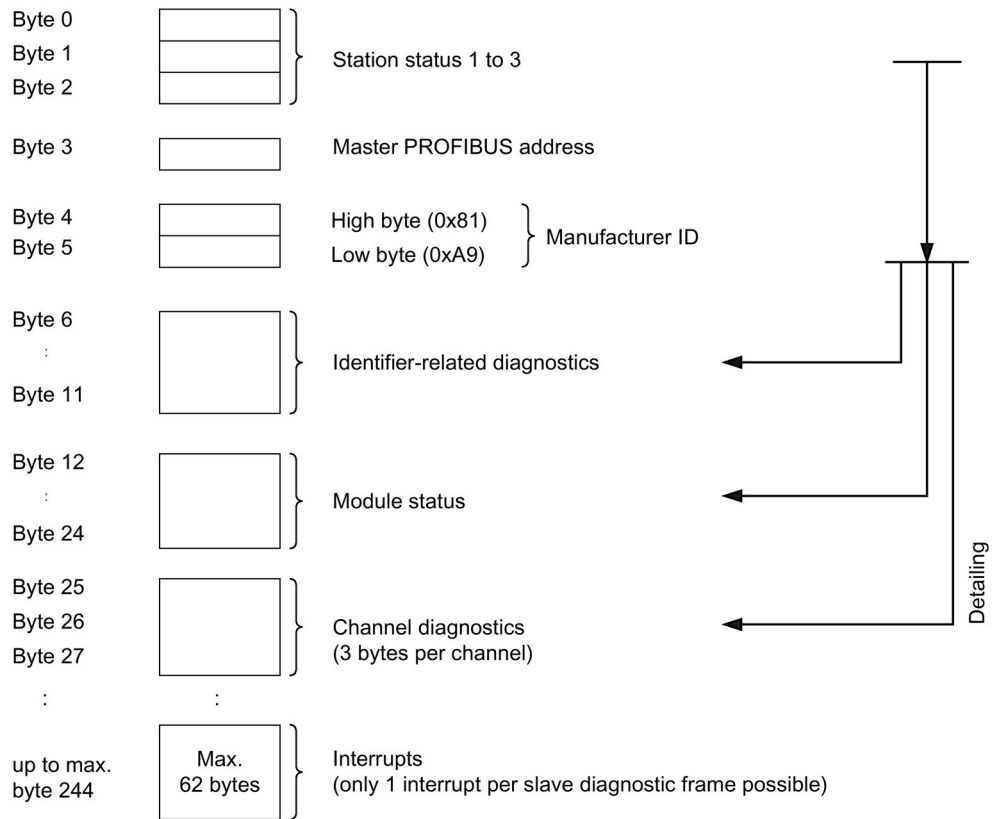 Byte 0
Byte 1
Byte 2
Station status 1 to 3
Byte 3
Master PROFIBUS address
Byte 4
High byte (0x81)
Byte 5
Low byte (0xA9)
Manufacturer ID
Byte 6
:
Byte 11
Identifier-related diagnostics
Byte 12
:
Byte 24
Module status
Byte 25
Byte 26
Byte 27
Channel diagnostics
(3 bytes per channel)
Detailing
: :
up to max.
byte 244
Max.
62 bytes
Interrupts
(only 1 interrupt per slave diagnostic frame possible)